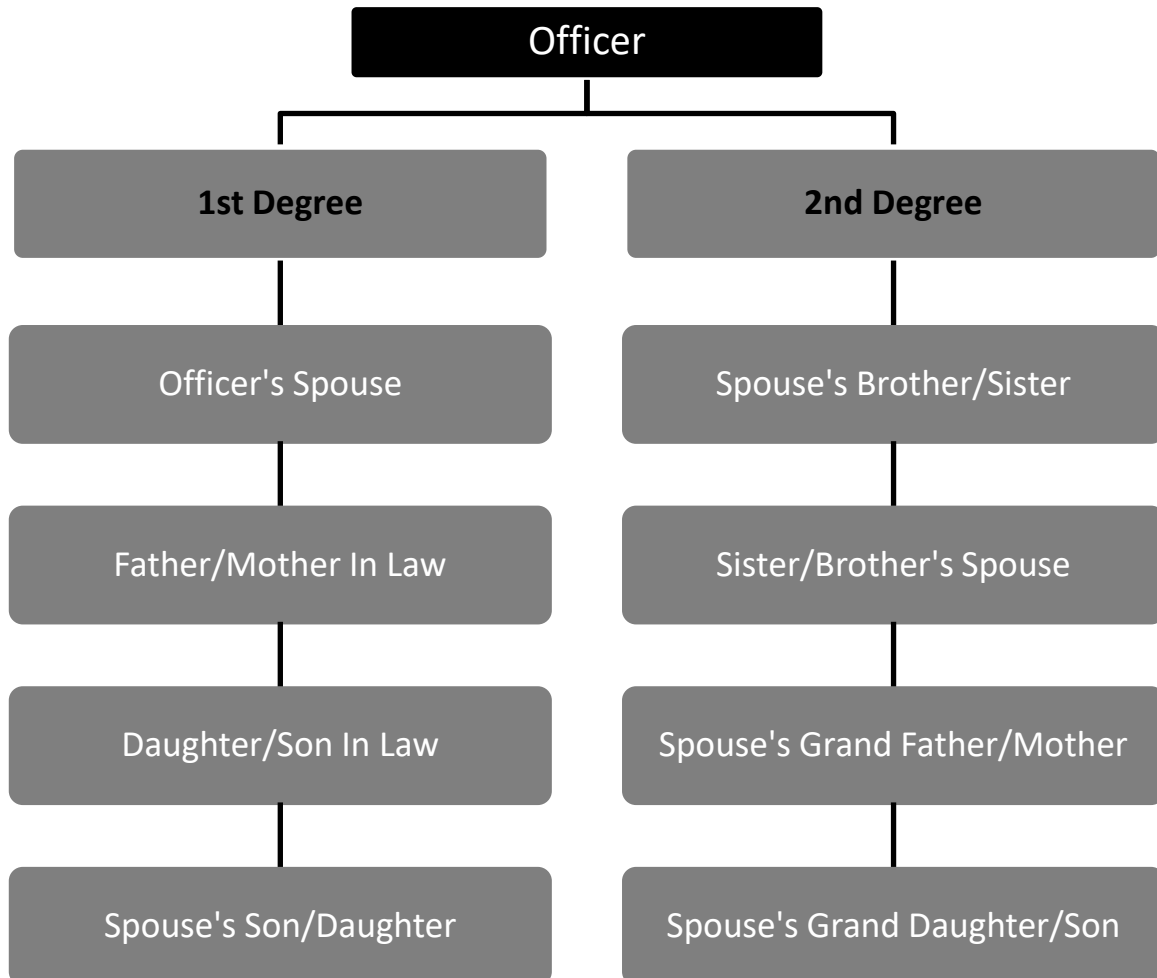 Officer
1st Degree
Officer's Spouse
Father/Mother In Law
Daughter/Son In Law
Spouse's Son/Daughter
2nd Degree
Spouse's Brother/Sister
Sister/Brother's Spouse
Spouse's Grand Father/Mother
Spouse's Grand Daughter/Son